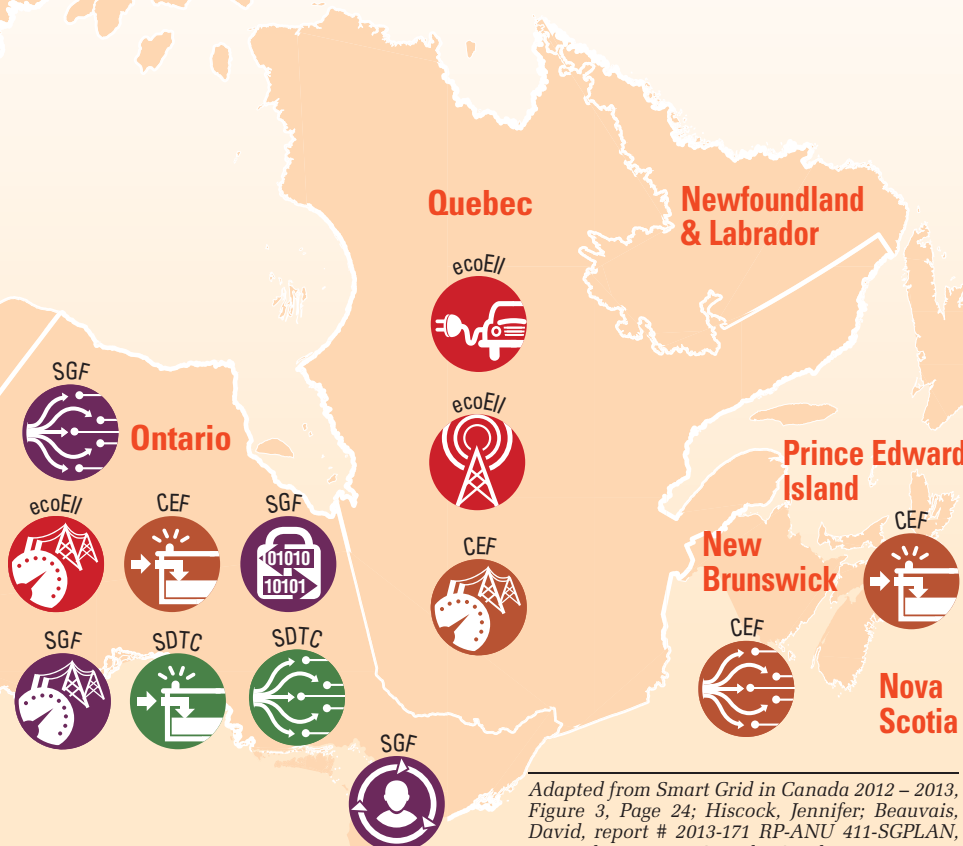 Quebec
Newfoundland
& Labrador
ecoEII
ecoEII
SGF
Ontario
Prince Edward
Island
ecoEII
CEF
SGF
01010
10101
CEF
CEF
New
Brunswick
SGF
SDTC
SDTC
CEF
Nova
Scotia
SGF
Adapted from Smart Grid in Canada 2012 – 2013,
Figure 3, Page 24; Hiscock, Jennifer; Beauvais,
David, report # 2013-171 RP-ANU 411-SGPLAN,